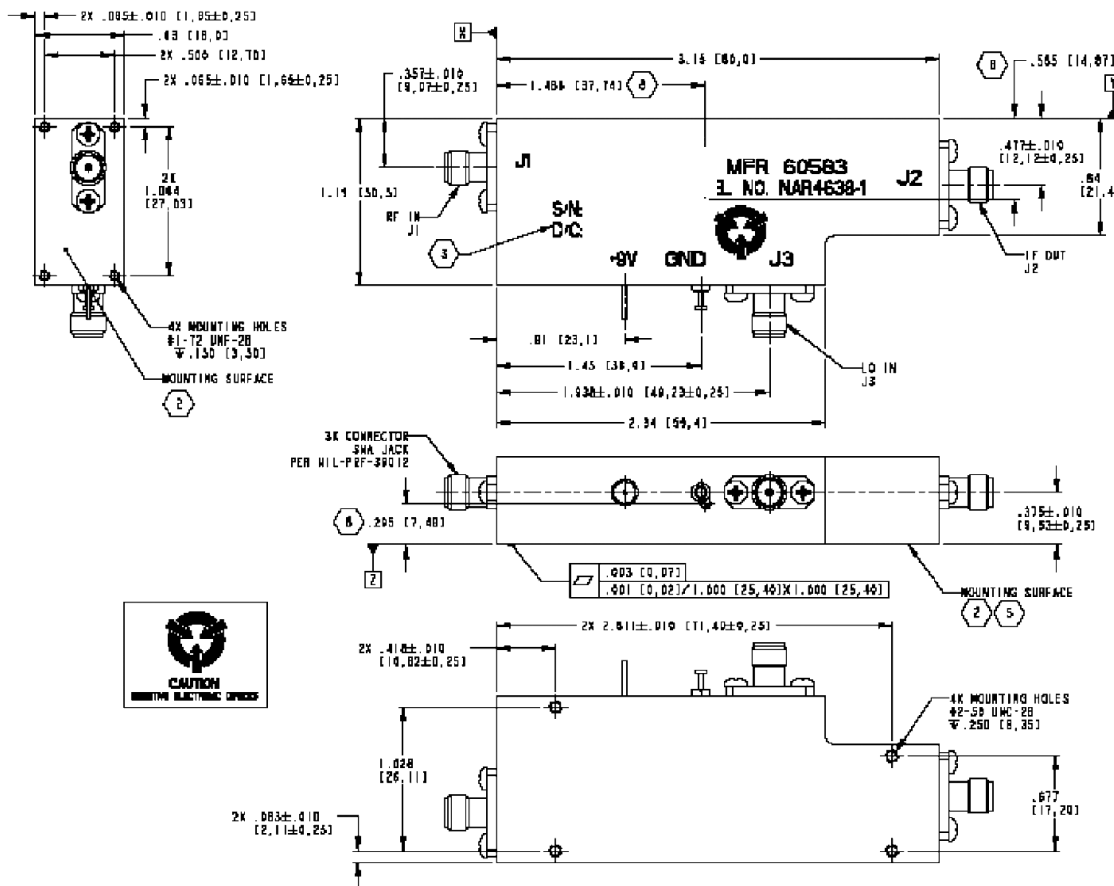 2X .065±.010 [1,65±0,25]
.63 [16,0]
2X .500 [12,70]
2X .065±.010 [1,65±0,25]
2X
1.064
[27,03]
4X MOUNTING HOLES
#1-72 UNF-2B
.130 [3,30]
MOUNTING SURFACE
2
X
3.15 [80,0]
.357±.010
[9,07±0,25]
1.486 [37,74]
8
8
.585 [14,87]
Y
.477±.010
[12,12±0,25]
.84
[21,4
1.19 [30,3]
J1
RF IN
J1
MFR 60583
EL NO. NAR4638-1
J2
S/N:
D/C:
3
+9V
GND
J3
IF OUT
J2
.91 [23,1]
1.45 [36,9]
1.938±.010 [49,23±0,25]
2.34 [59,4]
LO IN
J3
3X CONNECTOR
SMA JACK
PER MIL-PRF-39012
8
.295 [7,49]
Z
.375±.010
[9,53±0,25]
.003 [0,07]
.001 [0,02]/1.000 [25,40]X1.000 [25,40]
MOUNTING SURFACE
2
5
CAUTION
SENSITIVE ELECTRONIC DEVICES
2X 2.811±.010 [71,40±0,25]
2X .418±.010
[10,62±0,25]
4X MOUNTING HOLES
#2-56 UNC-2B
.250 [6,35]
1.028
[26,11]
.677
[17,20]
2X .083±.010
[2,11±0,25]